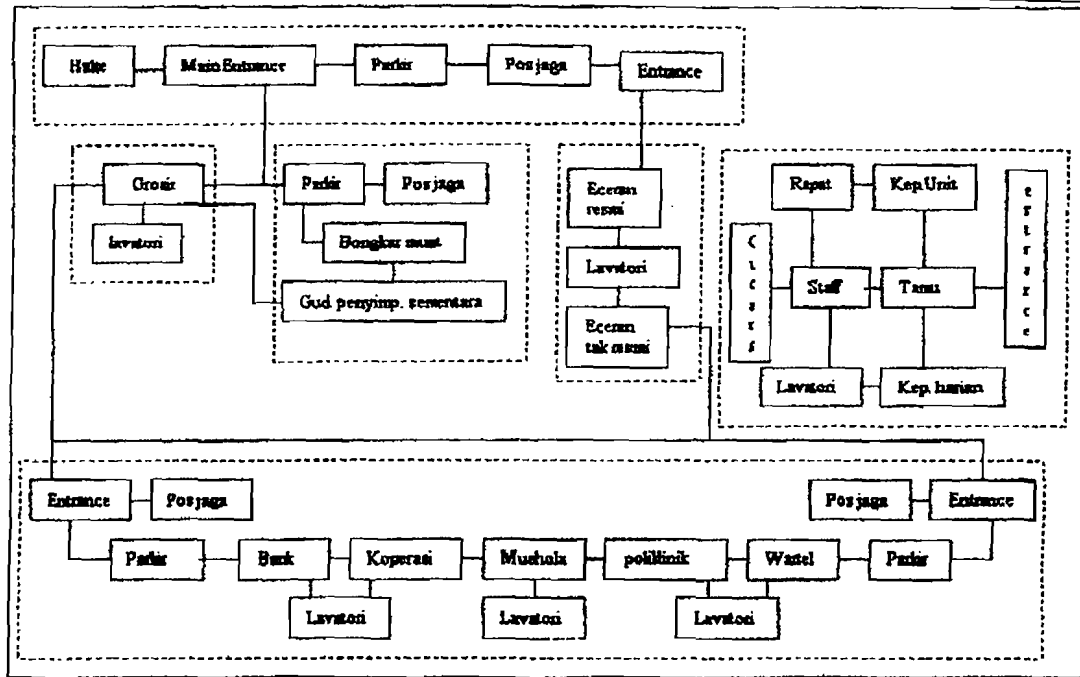 Halte
Main Entrance
Parkir
Pos jaga
Entrance
Grosir
lavatori
Parkir
Pos jaga
Bongkar muat
Gud. penyimp. sementara
Eceran
resmi
Lavatori
Eceran
tak resmi
Rapat
Kep. Unit
Staff
Tamu
entrance
Lavatori
Kep. harian
Entrance
Pos jaga
Pos jaga
Entrance
Parkir
Bank
Koperasi
Mushola
poliklinik
Wartel
Parkir
Lavatori
Lavatori
Lavatori